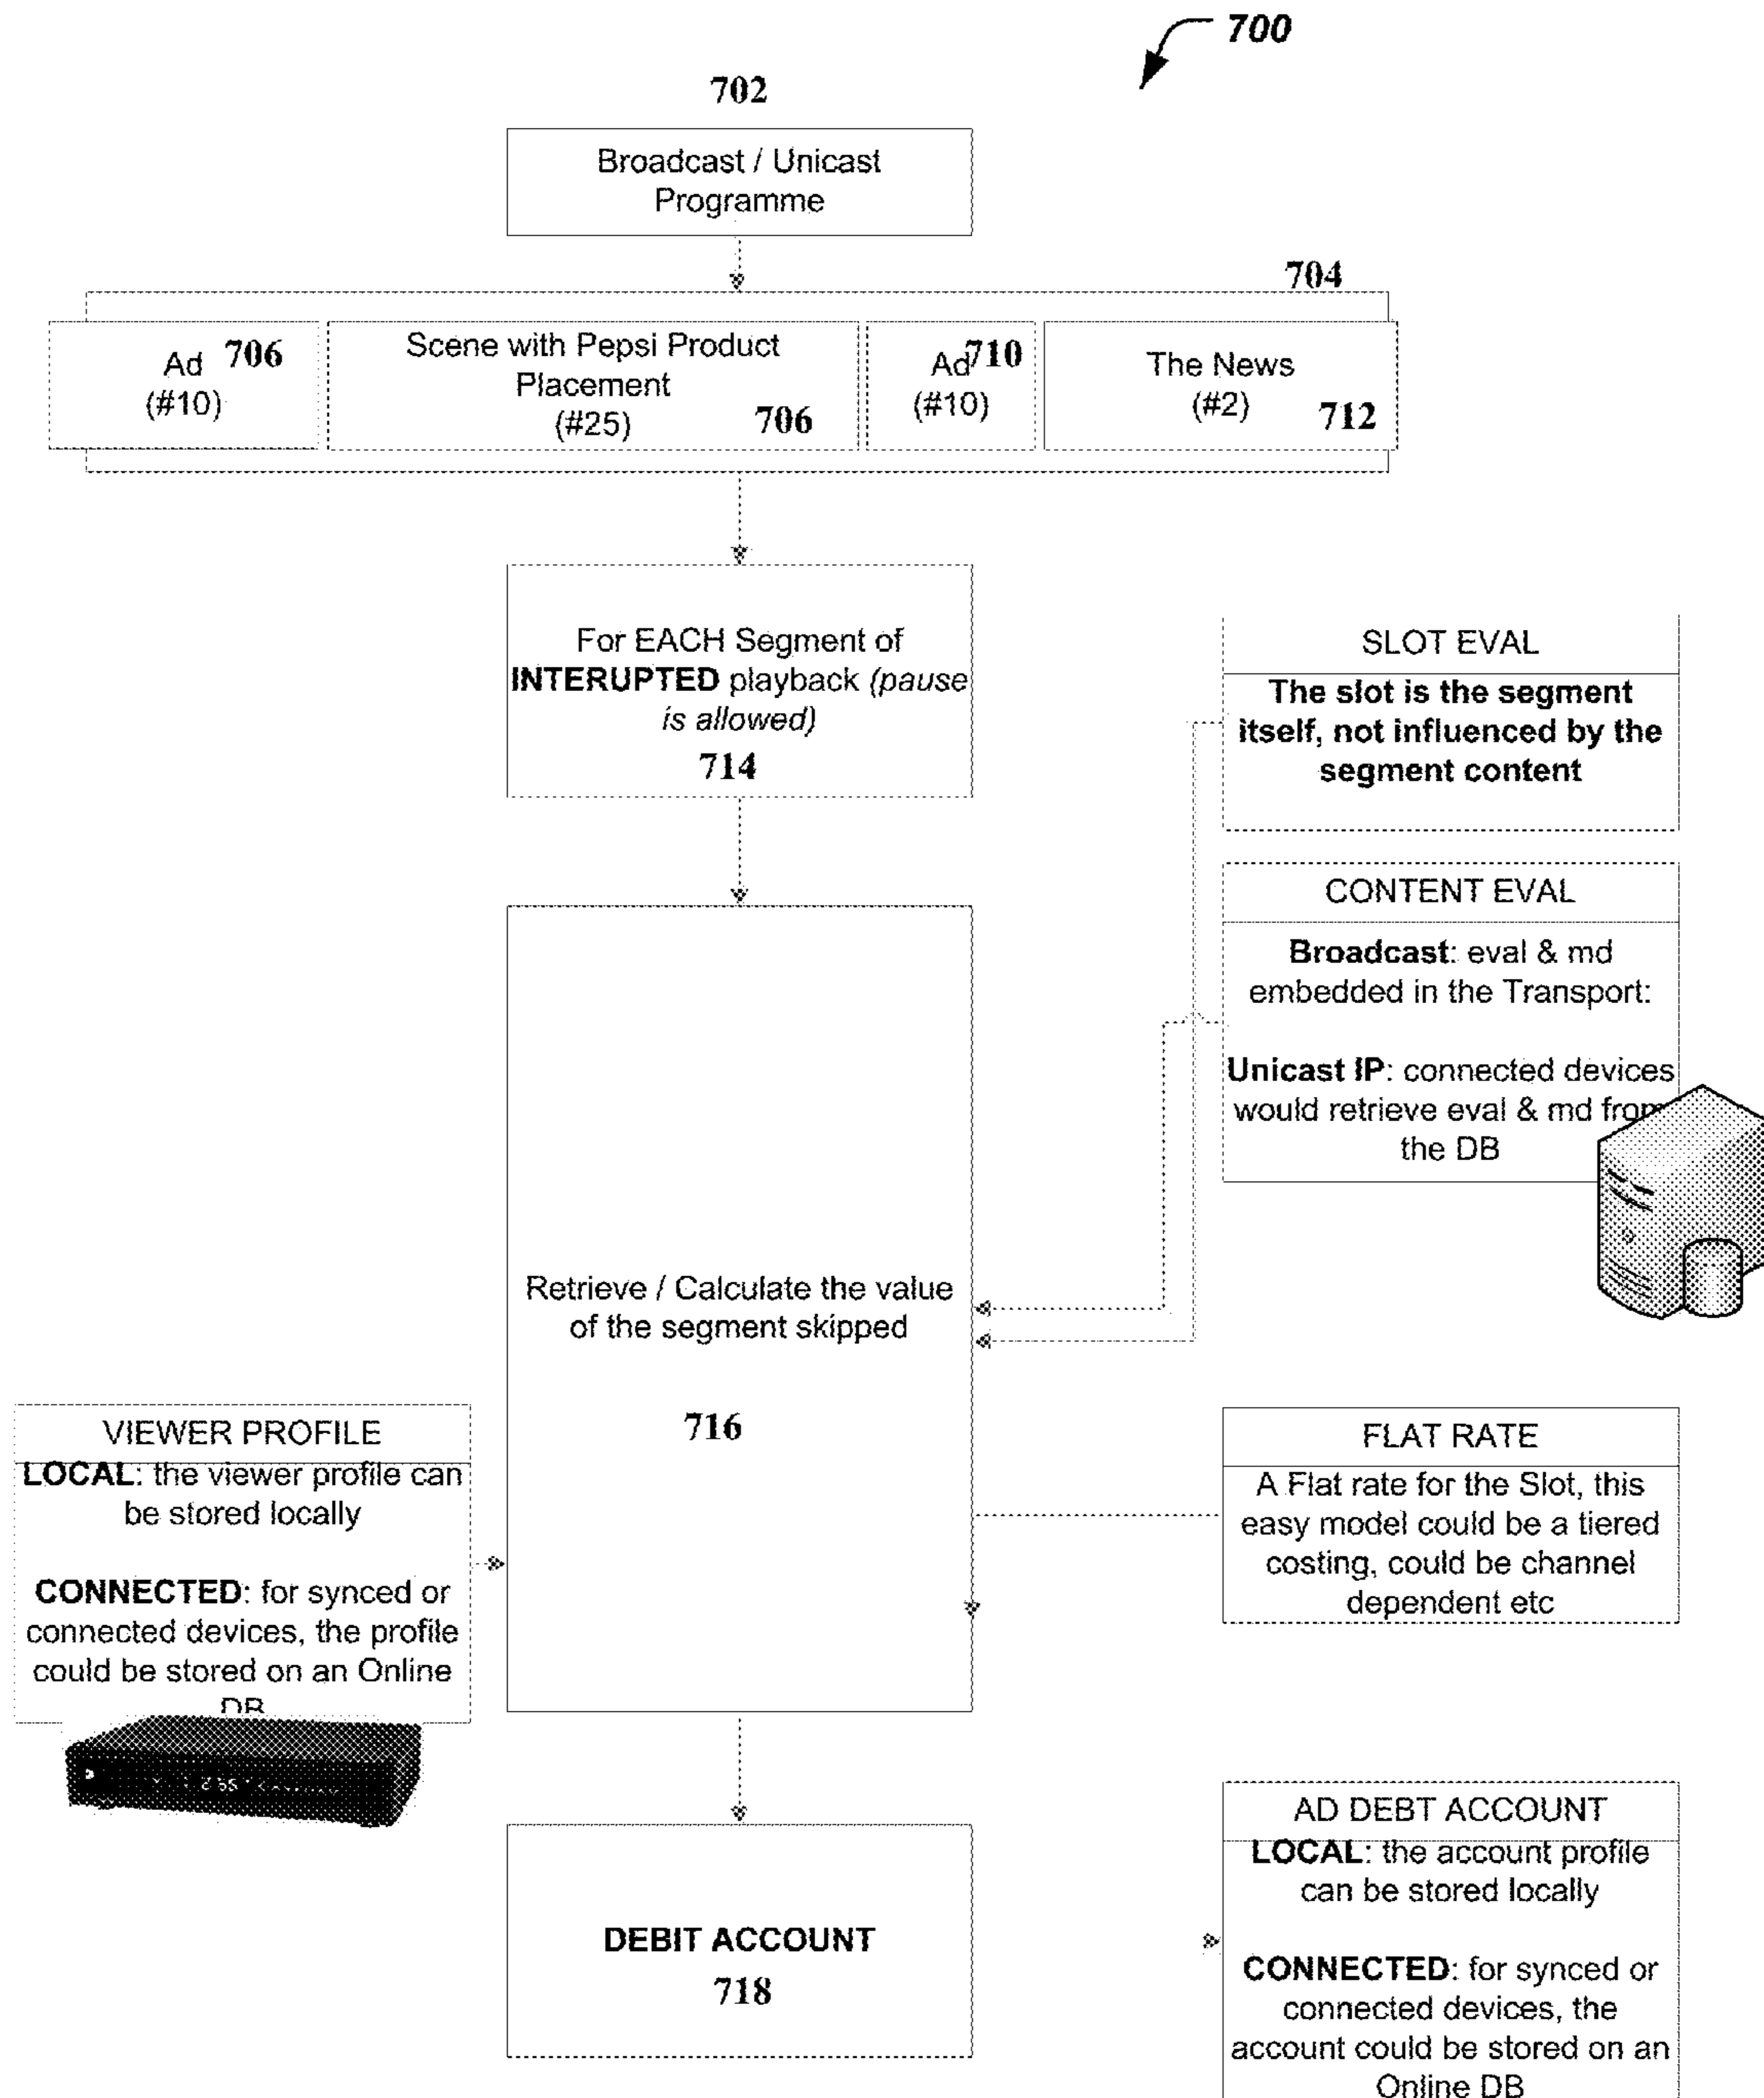 700
702
Broadcast / Unicast
Programme
704
Ad 706
(#10)
Scene with Pepsi Product
Placement
(#25) 706
Ad710
(#10)
The News
(#2) 712
For EACH Segment of
INTERUPTED playback (pause
is allowed)
714
SLOT EVAL
The slot is the segment
itself, not influenced by the
segment content
CONTENT EVAL
Broadcast: eval & md
embedded in the Transport:
Unicast IP: connected devices
would retrieve eval & md from
the DB
Retrieve / Calculate the value
of the segment skipped
716
VIEWER PROFILE
LOCAL: the viewer profile can
be stored locally
CONNECTED: for synced or
connected devices, the profile
could be stored on an Online
DB
FLAT RATE
A Flat rate for the Slot, this
easy model could be a tiered
costing, could be channel
dependent etc
DEBIT ACCOUNT
718
AD DEBT ACCOUNT
LOCAL: the account profile
can be stored locally
CONNECTED: for synced or
connected devices, the
account could be stored on an
Online DB